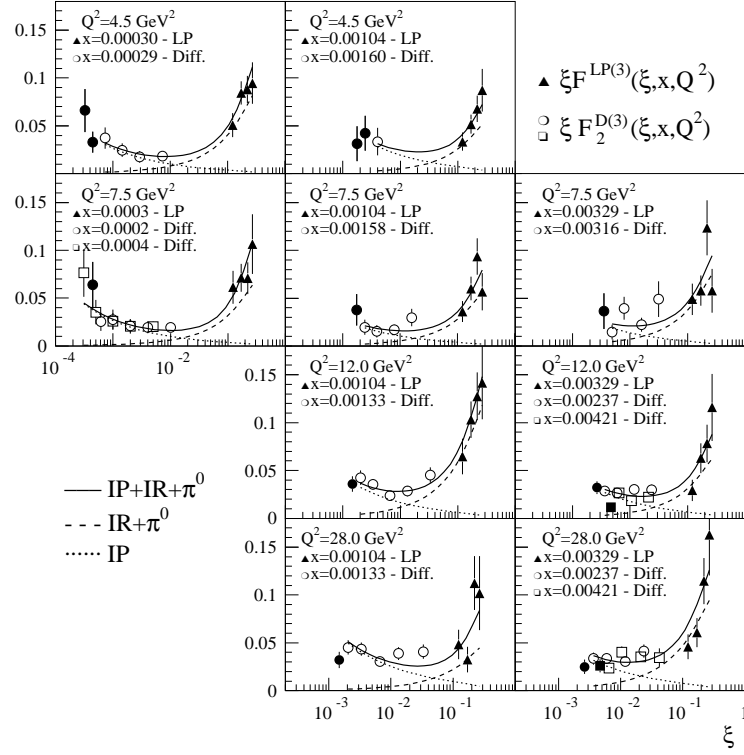 Q²=4.5 GeV²
▲x=0.00030 - LP
○x=0.00029 - Diff.
Q²=4.5 GeV²
▲x=0.00104 - LP
○x=0.00160 - Diff.
▲ ξF^LP(3)(ξ,x,Q²)
○□ ξ F₂^D(3)(ξ,x,Q²)
0.15
0.1
0.05
Q²=7.5 GeV²
▲x=0.0003 - LP
○x=0.0002 - Diff.
□x=0.0004 - Diff.
Q²=7.5 GeV²
▲x=0.00104 - LP
○x=0.00158 - Diff.
Q²=7.5 GeV²
▲x=0.00329 - LP
○x=0.00316 - Diff.
0.15
0.1
0.05
0
10⁻⁴ 10⁻²
Q²=12.0 GeV²
▲x=0.00104 - LP
○x=0.00133 - Diff.
Q²=12.0 GeV²
▲x=0.00329 - LP
○x=0.00237 - Diff.
□x=0.00421 - Diff.
0.15
0.1
0.05
0
IP+IR+π⁰
IR+π⁰
IP
Q²=28.0 GeV²
▲x=0.00104 - LP
○x=0.00133 - Diff.
Q²=28.0 GeV²
▲x=0.00329 - LP
○x=0.00237 - Diff.
□x=0.00421 - Diff.
0.15
0.1
0.05
0
10⁻³ 10⁻² 10⁻¹ 10⁻³ 10⁻² 10⁻¹
ξ